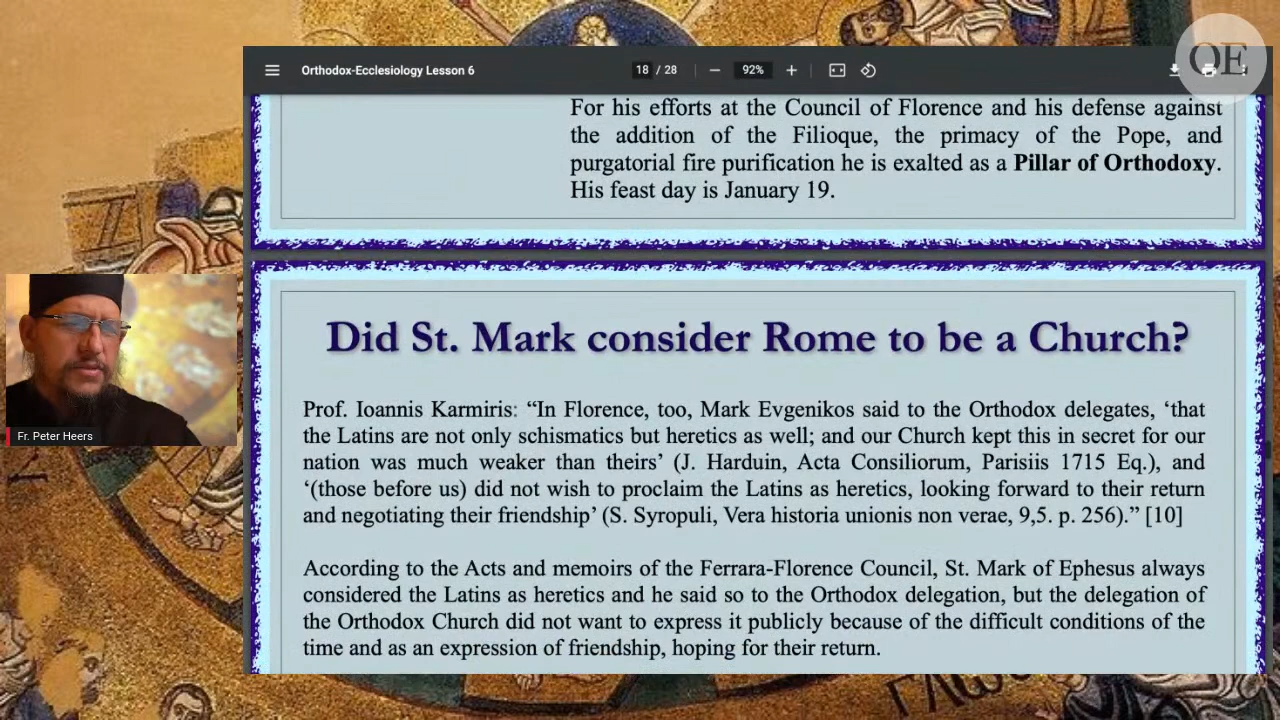 OE
Orthodox-Ecclesiology Lesson 6
18 / 28
92%
For his efforts at the Council of Florence and his defense against
the addition of the Filioque, the primacy of the Pope, and
purgatorial fire purification he is exalted as a Pillar of Orthodoxy.
His feast day is January 19.
Did St. Mark consider Rome to be a Church?
Prof. Ioannis Karmiris: “In Florence, too, Mark Evgenikos said to the Orthodox delegates, ‘that
the Latins are not only schismatics but heretics as well; and our Church kept this in secret for our
nation was much weaker than theirs’ (J. Harduin, Acta Consiliorum, Parisiis 1715 Eq.), and
‘(those before us) did not wish to proclaim the Latins as heretics, looking forward to their return
and negotiating their friendship’ (S. Syropuli, Vera historia unionis non verae, 9,5. p. 256).” [10]
According to the Acts and memoirs of the Ferrara-Florence Council, St. Mark of Ephesus always
considered the Latins as heretics and he said so to the Orthodox delegation, but the delegation of
the Orthodox Church did not want to express it publicly because of the difficult conditions of the
time and as an expression of friendship, hoping for their return.
Fr. Peter Heers